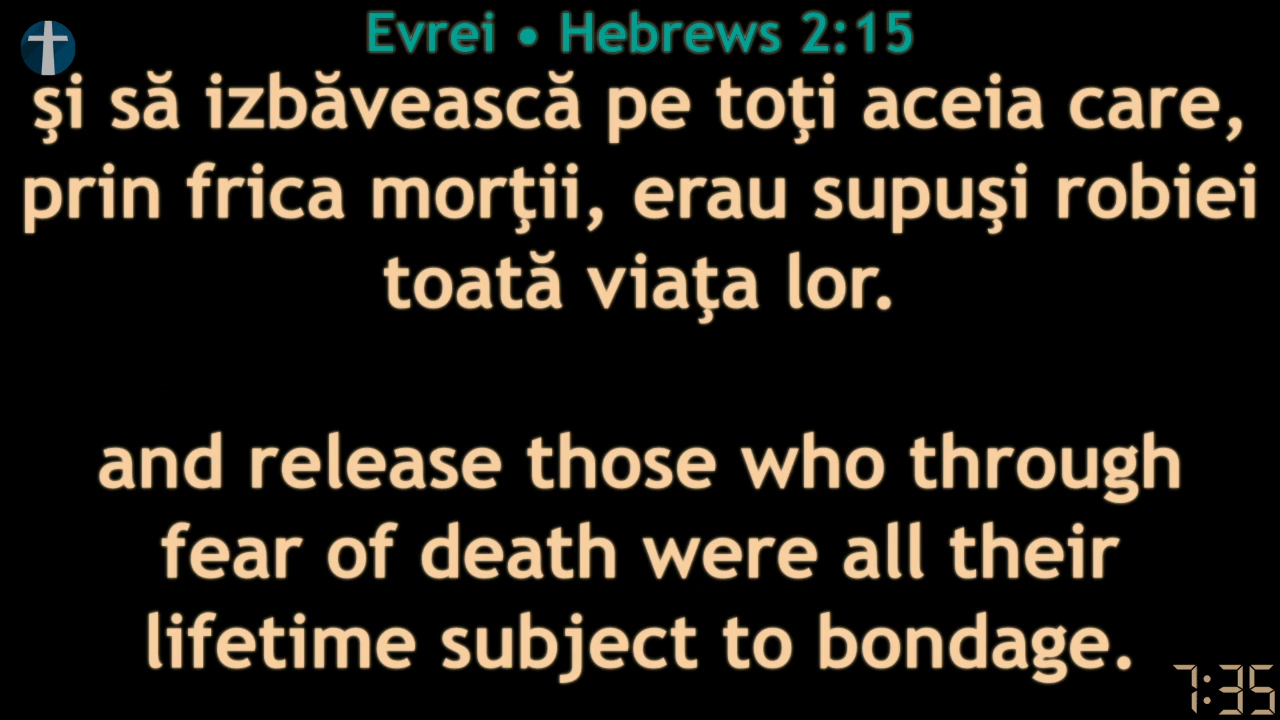 Evrei • Hebrews 2:15
şi să izbăvească pe toţi aceia care,
prin frica morţii, erau supuşi robiei
toată viaţa lor.
and release those who through
fear of death were all their
lifetime subject to bondage.
7:35